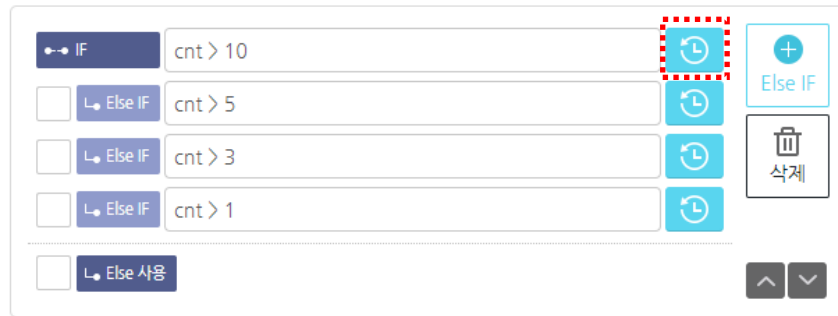 IF cnt > 10
Else IF
Else IF cnt > 5
삭제
Else IF cnt > 3
Else IF cnt > 1
Else 사용